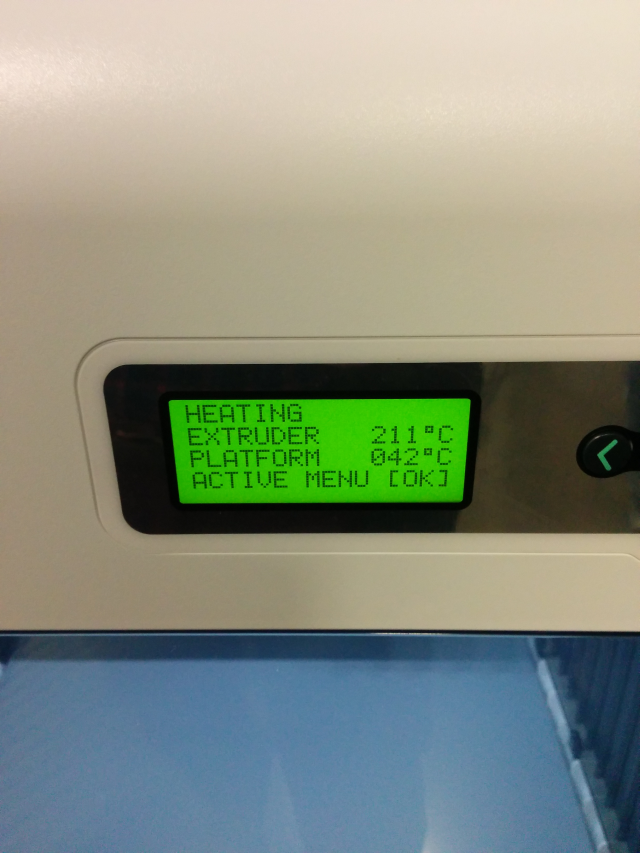 HEATING
EXTRUDER 211°C
PLATFORM 042°C
ACTIVE MENU [OK]